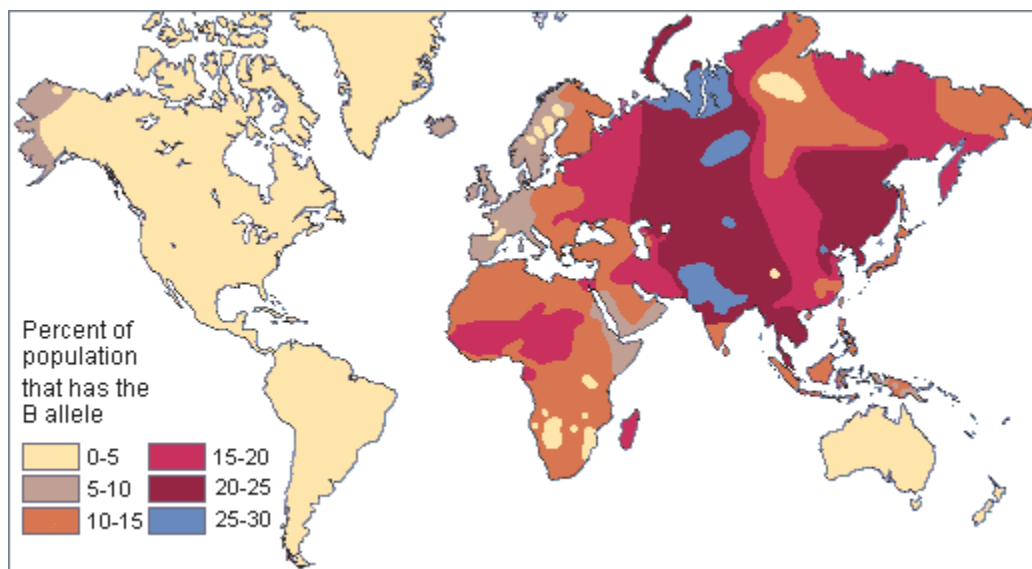 Percent of
population
that has the
B allele
0-5
15-20
5-10
20-25
10-15
25-30